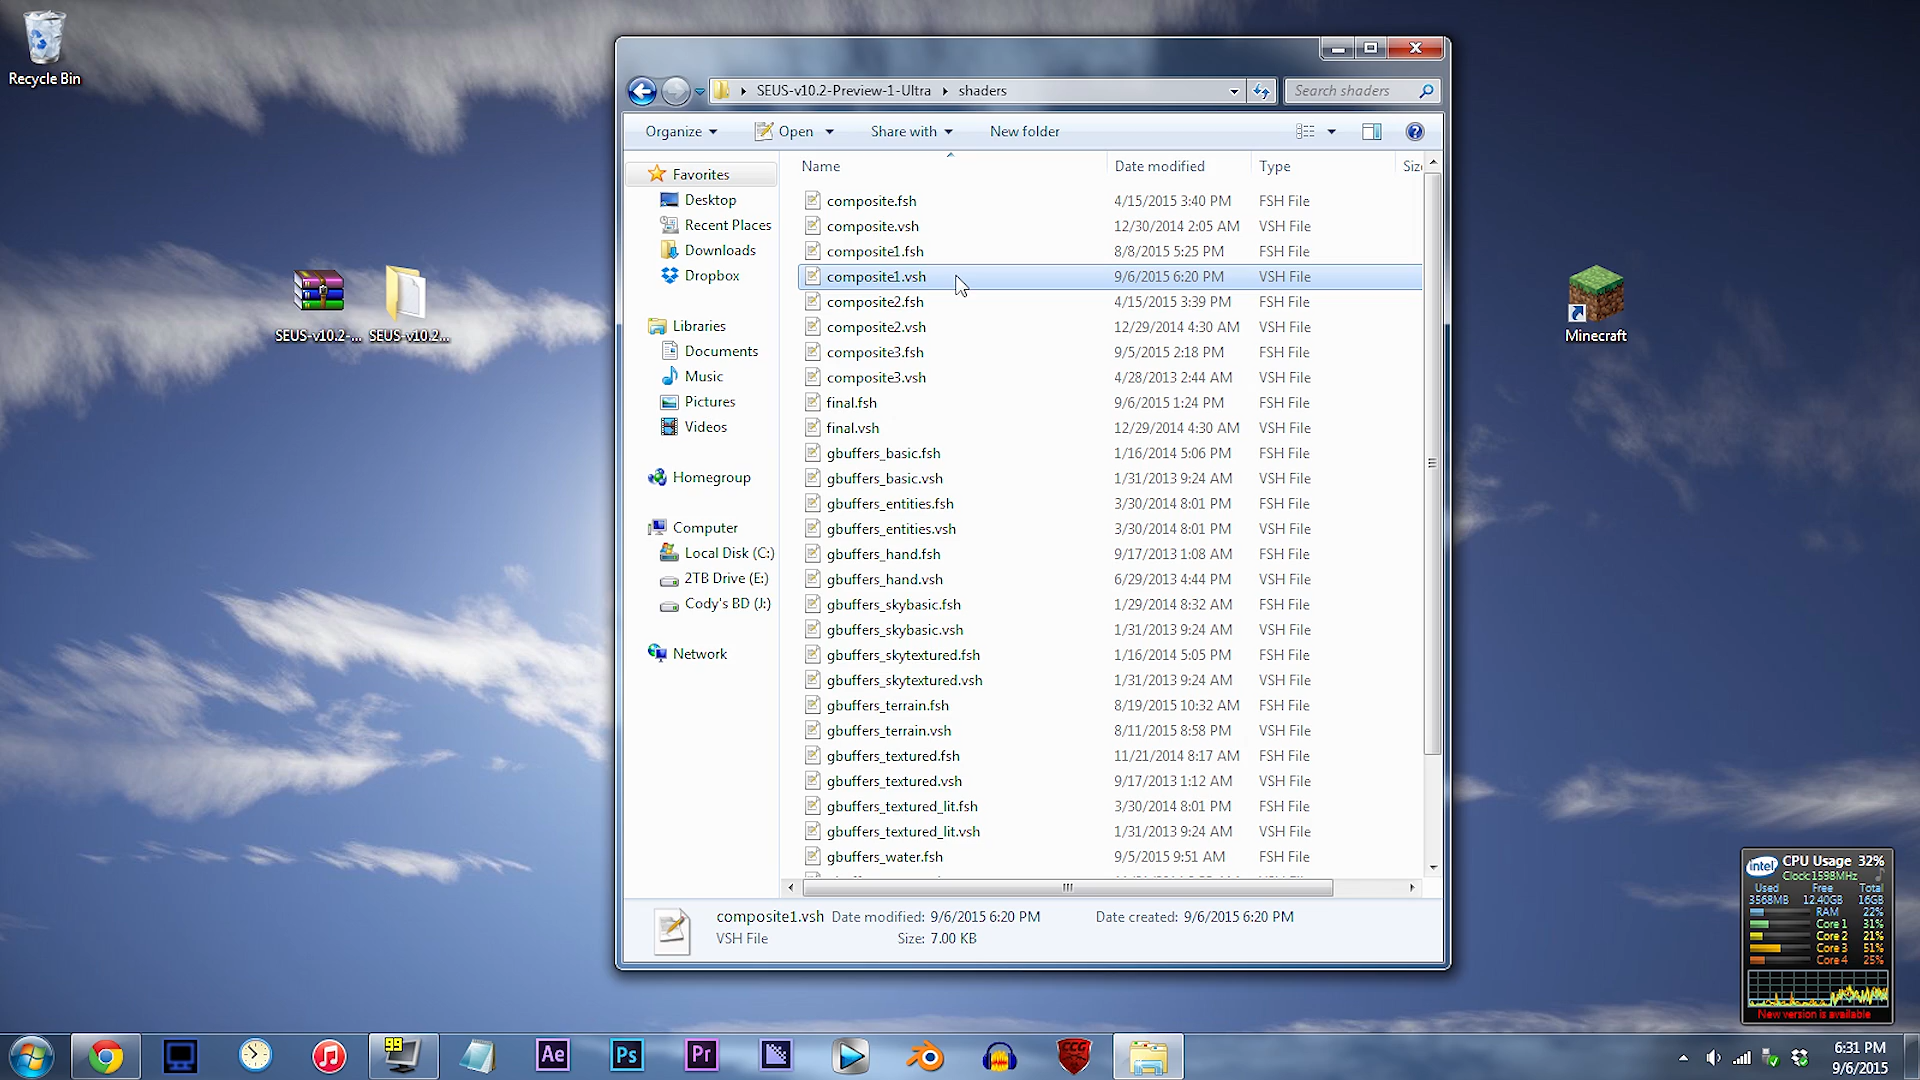 Recycle Bin
SEUS-v10.2-...
SEUS-v10.2...
Minecraft
SEUS-v10.2-Preview-1-Ultra
shaders
Search shaders
Organize
Open
Share with
New folder
Favorites
Desktop
Recent Places
Downloads
Dropbox
Libraries
Documents
Music
Pictures
Videos
Homegroup
Computer
Local Disk (C:)
2TB Drive (E:)
Cody's BD (J:)
Network
Name Date modified Type Siz
composite.fsh 4/15/2015 3:40 PM FSH File
composite.vsh 12/30/2014 2:05 AM VSH File
composite1.fsh 8/8/2015 5:25 PM FSH File
composite1.vsh 9/6/2015 6:20 PM VSH File
composite2.fsh 4/15/2015 3:39 PM FSH File
composite2.vsh 12/29/2014 4:30 AM VSH File
composite3.fsh 9/5/2015 2:18 PM FSH File
composite3.vsh 4/28/2013 2:44 AM VSH File
final.fsh 9/6/2015 1:24 PM FSH File
final.vsh 12/29/2014 4:30 AM VSH File
gbuffers_basic.fsh 1/16/2014 5:06 PM FSH File
gbuffers_basic.vsh 1/31/2013 9:24 AM VSH File
gbuffers_entities.fsh 3/30/2014 8:01 PM FSH File
gbuffers_entities.vsh 3/30/2014 8:01 PM VSH File
gbuffers_hand.fsh 9/17/2013 1:08 AM FSH File
gbuffers_hand.vsh 6/29/2013 4:44 PM VSH File
gbuffers_skybasic.fsh 1/29/2014 8:32 AM FSH File
gbuffers_skybasic.vsh 1/31/2013 9:24 AM VSH File
gbuffers_skytextured.fsh 1/16/2014 5:05 PM FSH File
gbuffers_skytextured.vsh 1/31/2013 9:24 AM VSH File
gbuffers_terrain.fsh 8/19/2015 10:32 AM FSH File
gbuffers_terrain.vsh 8/11/2015 8:58 PM VSH File
gbuffers_textured.fsh 11/21/2014 8:17 AM FSH File
gbuffers_textured.vsh 9/17/2013 1:12 AM VSH File
gbuffers_textured_lit.fsh 3/30/2014 8:01 PM FSH File
gbuffers_textured_lit.vsh 1/31/2013 9:24 AM VSH File
gbuffers_water.fsh 9/5/2015 9:51 AM FSH File
composite1.vsh Date modified: 9/6/2015 6:20 PM Date created: 9/6/2015 6:20 PM
VSH File Size: 7.00 KB
intel CPU Usage 32%
Clock 1598MHz
Used Free Total
3568MB 12.40GB 16GB
RAM 22%
Core 1 31%
Core 2 21%
Core 3 51%
Core 4 25%
New version is available
99
Ae
Ps
Pr
CCG
6:31 PM
9/6/2015